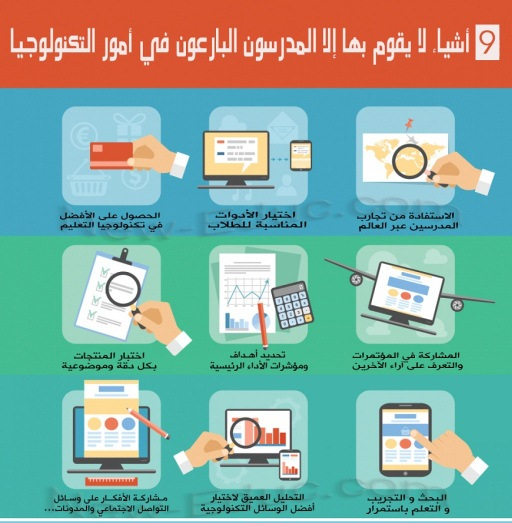 9 أشياء لا يقوم بها إلا المدرسون البارعون في أمور التكنولوجيا
الاستفادة من تجارب
المدرسين عبر العالم
اختيار الأدوات
المناسبة للطلاب
الحصول على الأفضل
في تكنولوجيا التعليم
المشاركة في المؤتمرات
والتعرف على آراء الآخرين
تحديد أهداف
ومؤشرات الأداء الرئيسية
اختبار المنتجات
بكل دقة وموضوعية
البحث و التجريب
و التعلم باستمرار
التحليل العميق لاختيار
أفضل الوسائل التكنولوجية
مشاركة الأفكار على وسائل
التواصل الاجتماعي والمدونات...